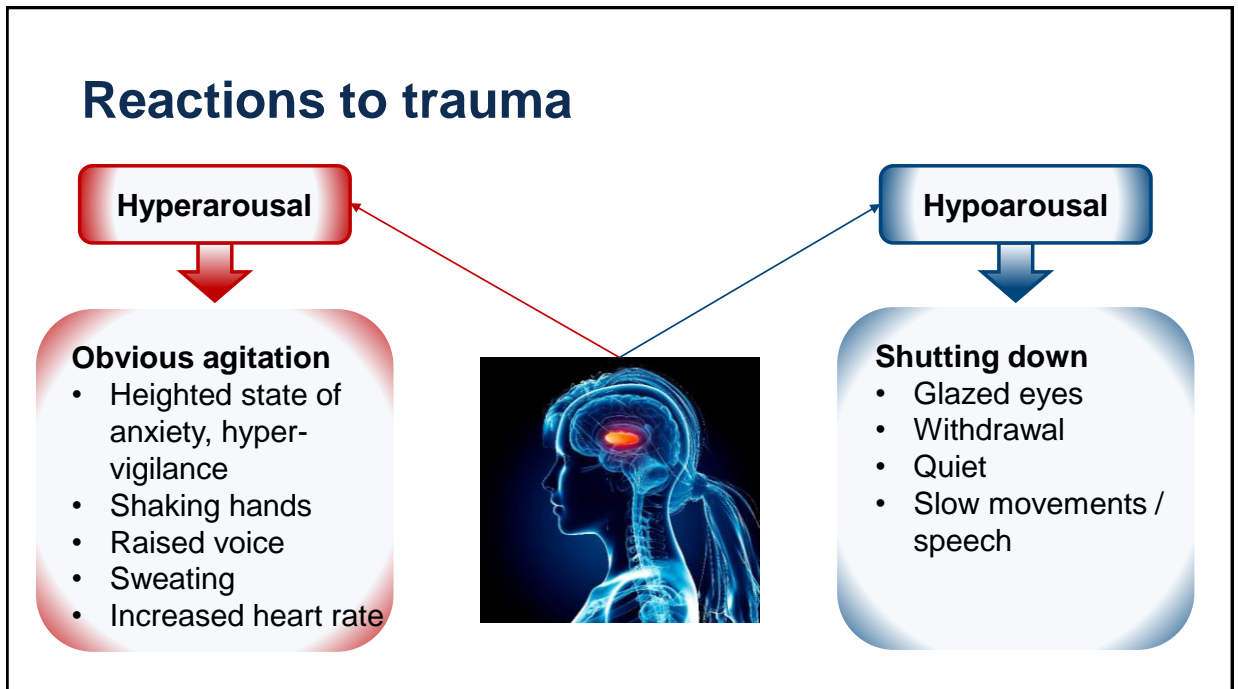 Reactions to trauma
Hyperarousal
Obvious agitation
• Heighted state of
anxiety, hyper-
vigilance
• Shaking hands
• Raised voice
• Sweating
• Increased heart rate
Hypoarousal
Shutting down
• Glazed eyes
• Withdrawal
• Quiet
• Slow movements /
speech